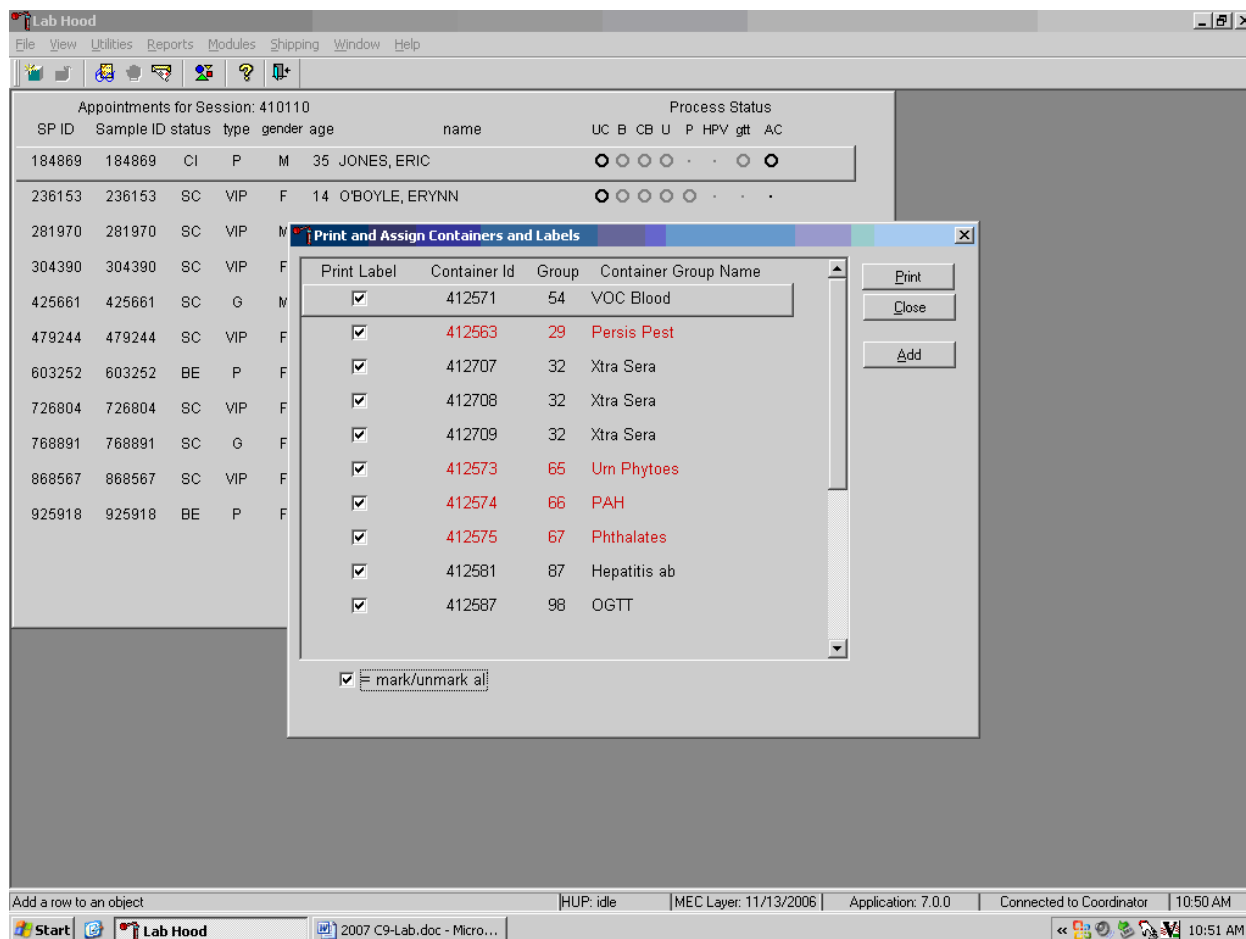 Lab Hood
File View Utilities Reports Modules Shipping Window Help
Appointments for Session: 410110 Process Status
SP ID Sample ID status type gender age name UC B CB U P HPV gtt AC
184869 184869 CI P M 35 JONES, ERIC
236153 236153 SC VIP F 14 O'BOYLE, ERYNN
281970 281970 SC VIP M
304390 304390 SC VIP F
425661 425661 SC G M
479244 479244 SC VIP F
603252 603252 BE P F
726804 726804 SC VIP F
768891 768891 SC G F
868567 868567 SC VIP F
925918 925918 BE P F
Print and Assign Containers and Labels
Print Label Container Id Group Container Group Name
412571 54 VOC Blood
412563 29 Persis Pest
412707 32 Xtra Sera
412708 32 Xtra Sera
412709 32 Xtra Sera
412573 65 Urn Phytoes
412574 66 PAH
412575 67 Phthalates
412581 87 Hepatitis ab
412587 98 OGTT
= mark/unmark al
Print
Close
Add
Add a row to an object HUP: idle MEC Layer: 11/13/2006 Application: 7.0.0 Connected to Coordinator 10:50 AM
Start Lab Hood 2007 C9-Lab.doc - Micro... 10:51 AM